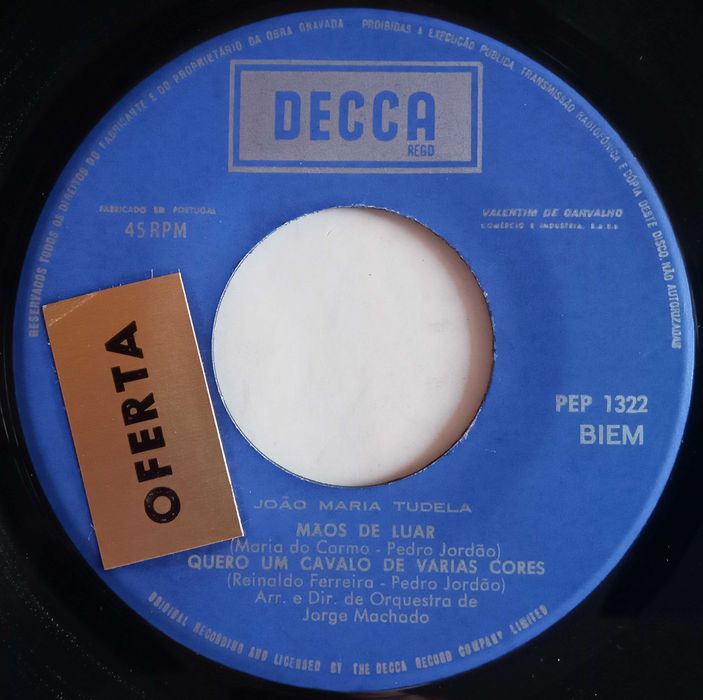 RESERVADOS TODOS OS DIREITOS DO FABRICANTE E DO PROPRIETÁRIO DA OBRA GRAVADA PROIBIDAS A EXECUÇÃO PUBLICA TRANSMISSÃO RADIOFÓNICA E CÓPIA DESTE DISCO, NÃO AUTORIZADAS
DECCA
REGD
FABRICADO EM PORTUGAL
45 RPM
VALENTIM DE CARVALHO
COMÉRCIO E INDUSTRIA, S.A.R.L.
OFERTA
PEP 1322
BIEM
JOÃO MARIA TUDELA
MÃOS DE LUAR
(Maria do Carmo - Pedro Jordão)
QUERO UM CAVALO DE VARIAS CORES
(Reinaldo Ferreira - Pedro Jordão)
Arr. e Dir. de Orquestra de
Jorge Machado
ORIGINAL RECORDING AND LICENSED BY THE DECCA RECORD COMPANY LIMITED